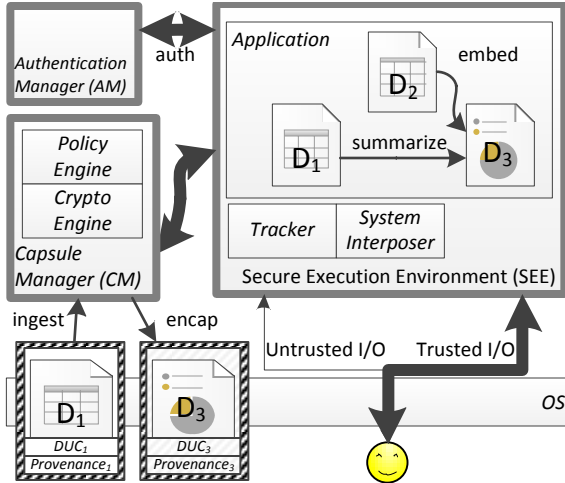 Authentication
Manager (AM)
auth
Application
embed
D2
D1
summarize
D3
Policy
Engine
Crypto
Engine
Capsule
Manager (CM)
Tracker
System
Interposer
Secure Execution Environment (SEE)
ingest
encap
Untrusted I/O
Trusted I/O
D1
DUC1
Provenance1
D3
DUC3
Provenance3
OS